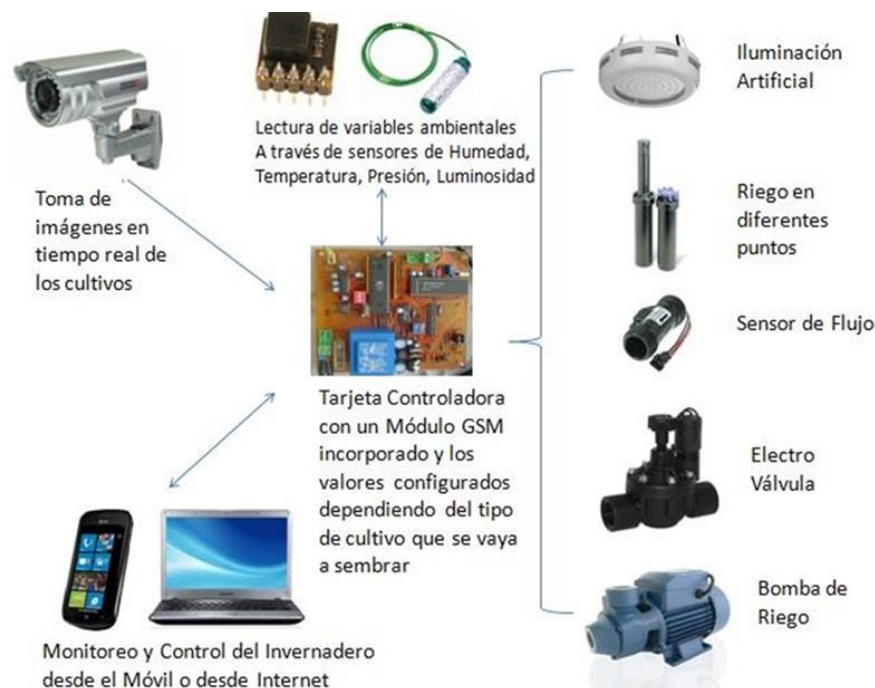 Toma de
imágenes en
tiempo real de
los cultivos
Lectura de variables ambientales
A través de sensores de Humedad,
Temperatura, Presión, Luminosidad
Tarjeta Controladora
con un Módulo GSM
incorporado y los
valores configurados
dependiendo del tipo
de cultivo que se vaya
a sembrar
Monitoreo y Control del Invernadero
desde el Móvil o desde Internet
Iluminación
Artificial
Riego en
diferentes
puntos
Sensor de Flujo
Electro
Válvula
Bomba de
Riego